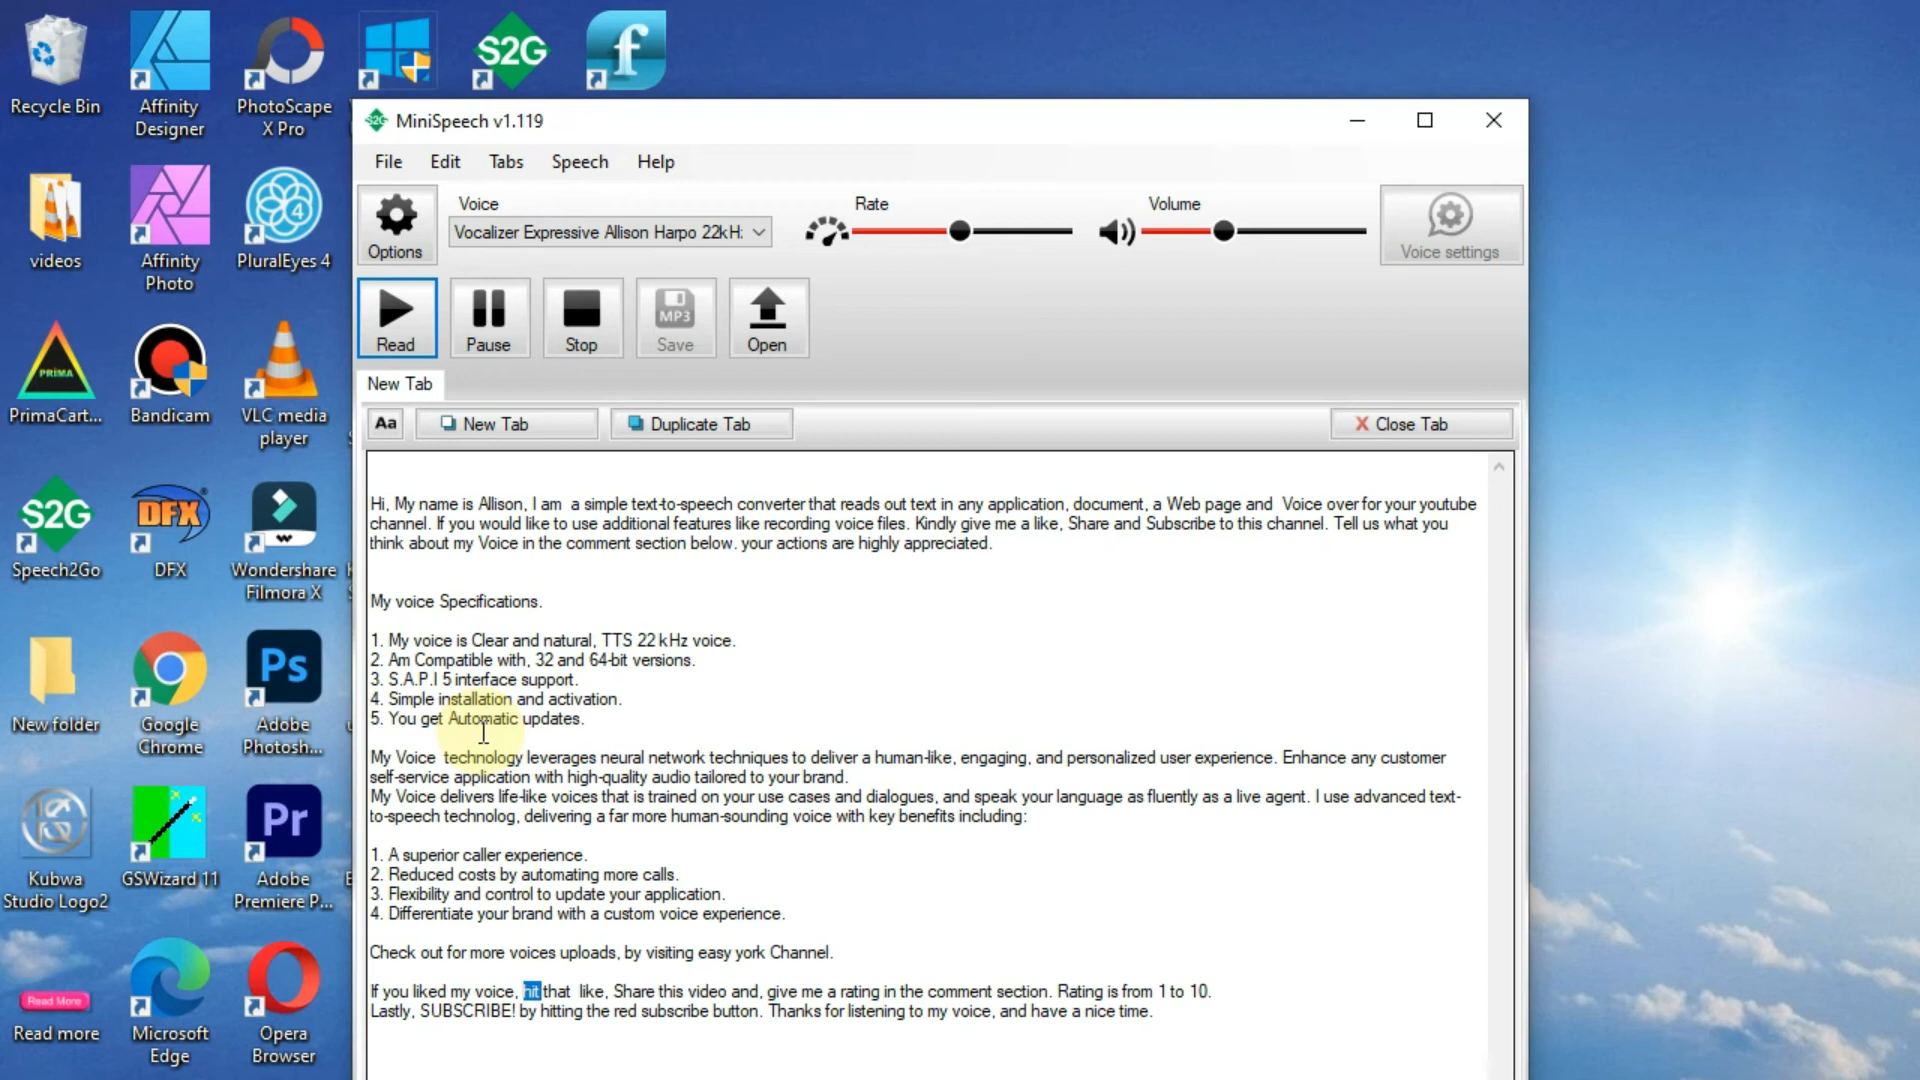 S2G
f
Recycle Bin
Affinity
Designer
PhotoScape
X Pro
MiniSpeech v1.119
File Edit Tabs Speech Help
Options
Voice
Vocalizer Expressive Allison Harpo 22kH:
Rate
Volume
Voice settings
Read
Pause
Stop
MP3
Save
Open
New Tab
Aa
New Tab
Duplicate Tab
X Close Tab
videos
Affinity
Photo
4
PluralEyes 4
PRIMA
PrimaCart...
Bandicam
VLC media
player
S2G
Speech2Go
DFX
DFX
Wondershare
Filmora X
New folder
Google
Chrome
Ps
Adobe
Photosh...
Kubwa
Studio Logo2
GSWizard 11
Pr
Adobe
Premiere P...
Read More
Read more
Microsoft
Edge
Opera
Browser
Hi, My name is Allison, I am a simple text-to-speech converter that reads out text in any application, document, a Web page and Voice over for your youtube
channel. If you would like to use additional features like recording voice files. Kindly give me a like, Share and Subscribe to this channel. Tell us what you
think about my Voice in the comment section below. your actions are highly appreciated.
My voice Specifications.
1. My voice is Clear and natural, TTS 22 kHz voice.
2. Am Compatible with, 32 and 64-bit versions.
3. S.A.P.I 5 interface support.
4. Simple installation and activation.
5. You get Automatic updates.
My Voice technology leverages neural network techniques to deliver a human-like, engaging, and personalized user experience. Enhance any customer
self-service application with high-quality audio tailored to your brand.
My Voice delivers life-like voices that is trained on your use cases and dialogues, and speak your language as fluently as a live agent. I use advanced text-
to-speech technolog, delivering a far more human-sounding voice with key benefits including:
1. A superior caller experience.
2. Reduced costs by automating more calls.
3. Flexibility and control to update your application.
4. Differentiate your brand with a custom voice experience.
Check out for more voices uploads, by visiting easy york Channel.
If you liked my voice, hit that like, Share this video and, give me a rating in the comment section. Rating is from 1 to 10.
Lastly, SUBSCRIBE! by hitting the red subscribe button. Thanks for listening to my voice, and have a nice time.